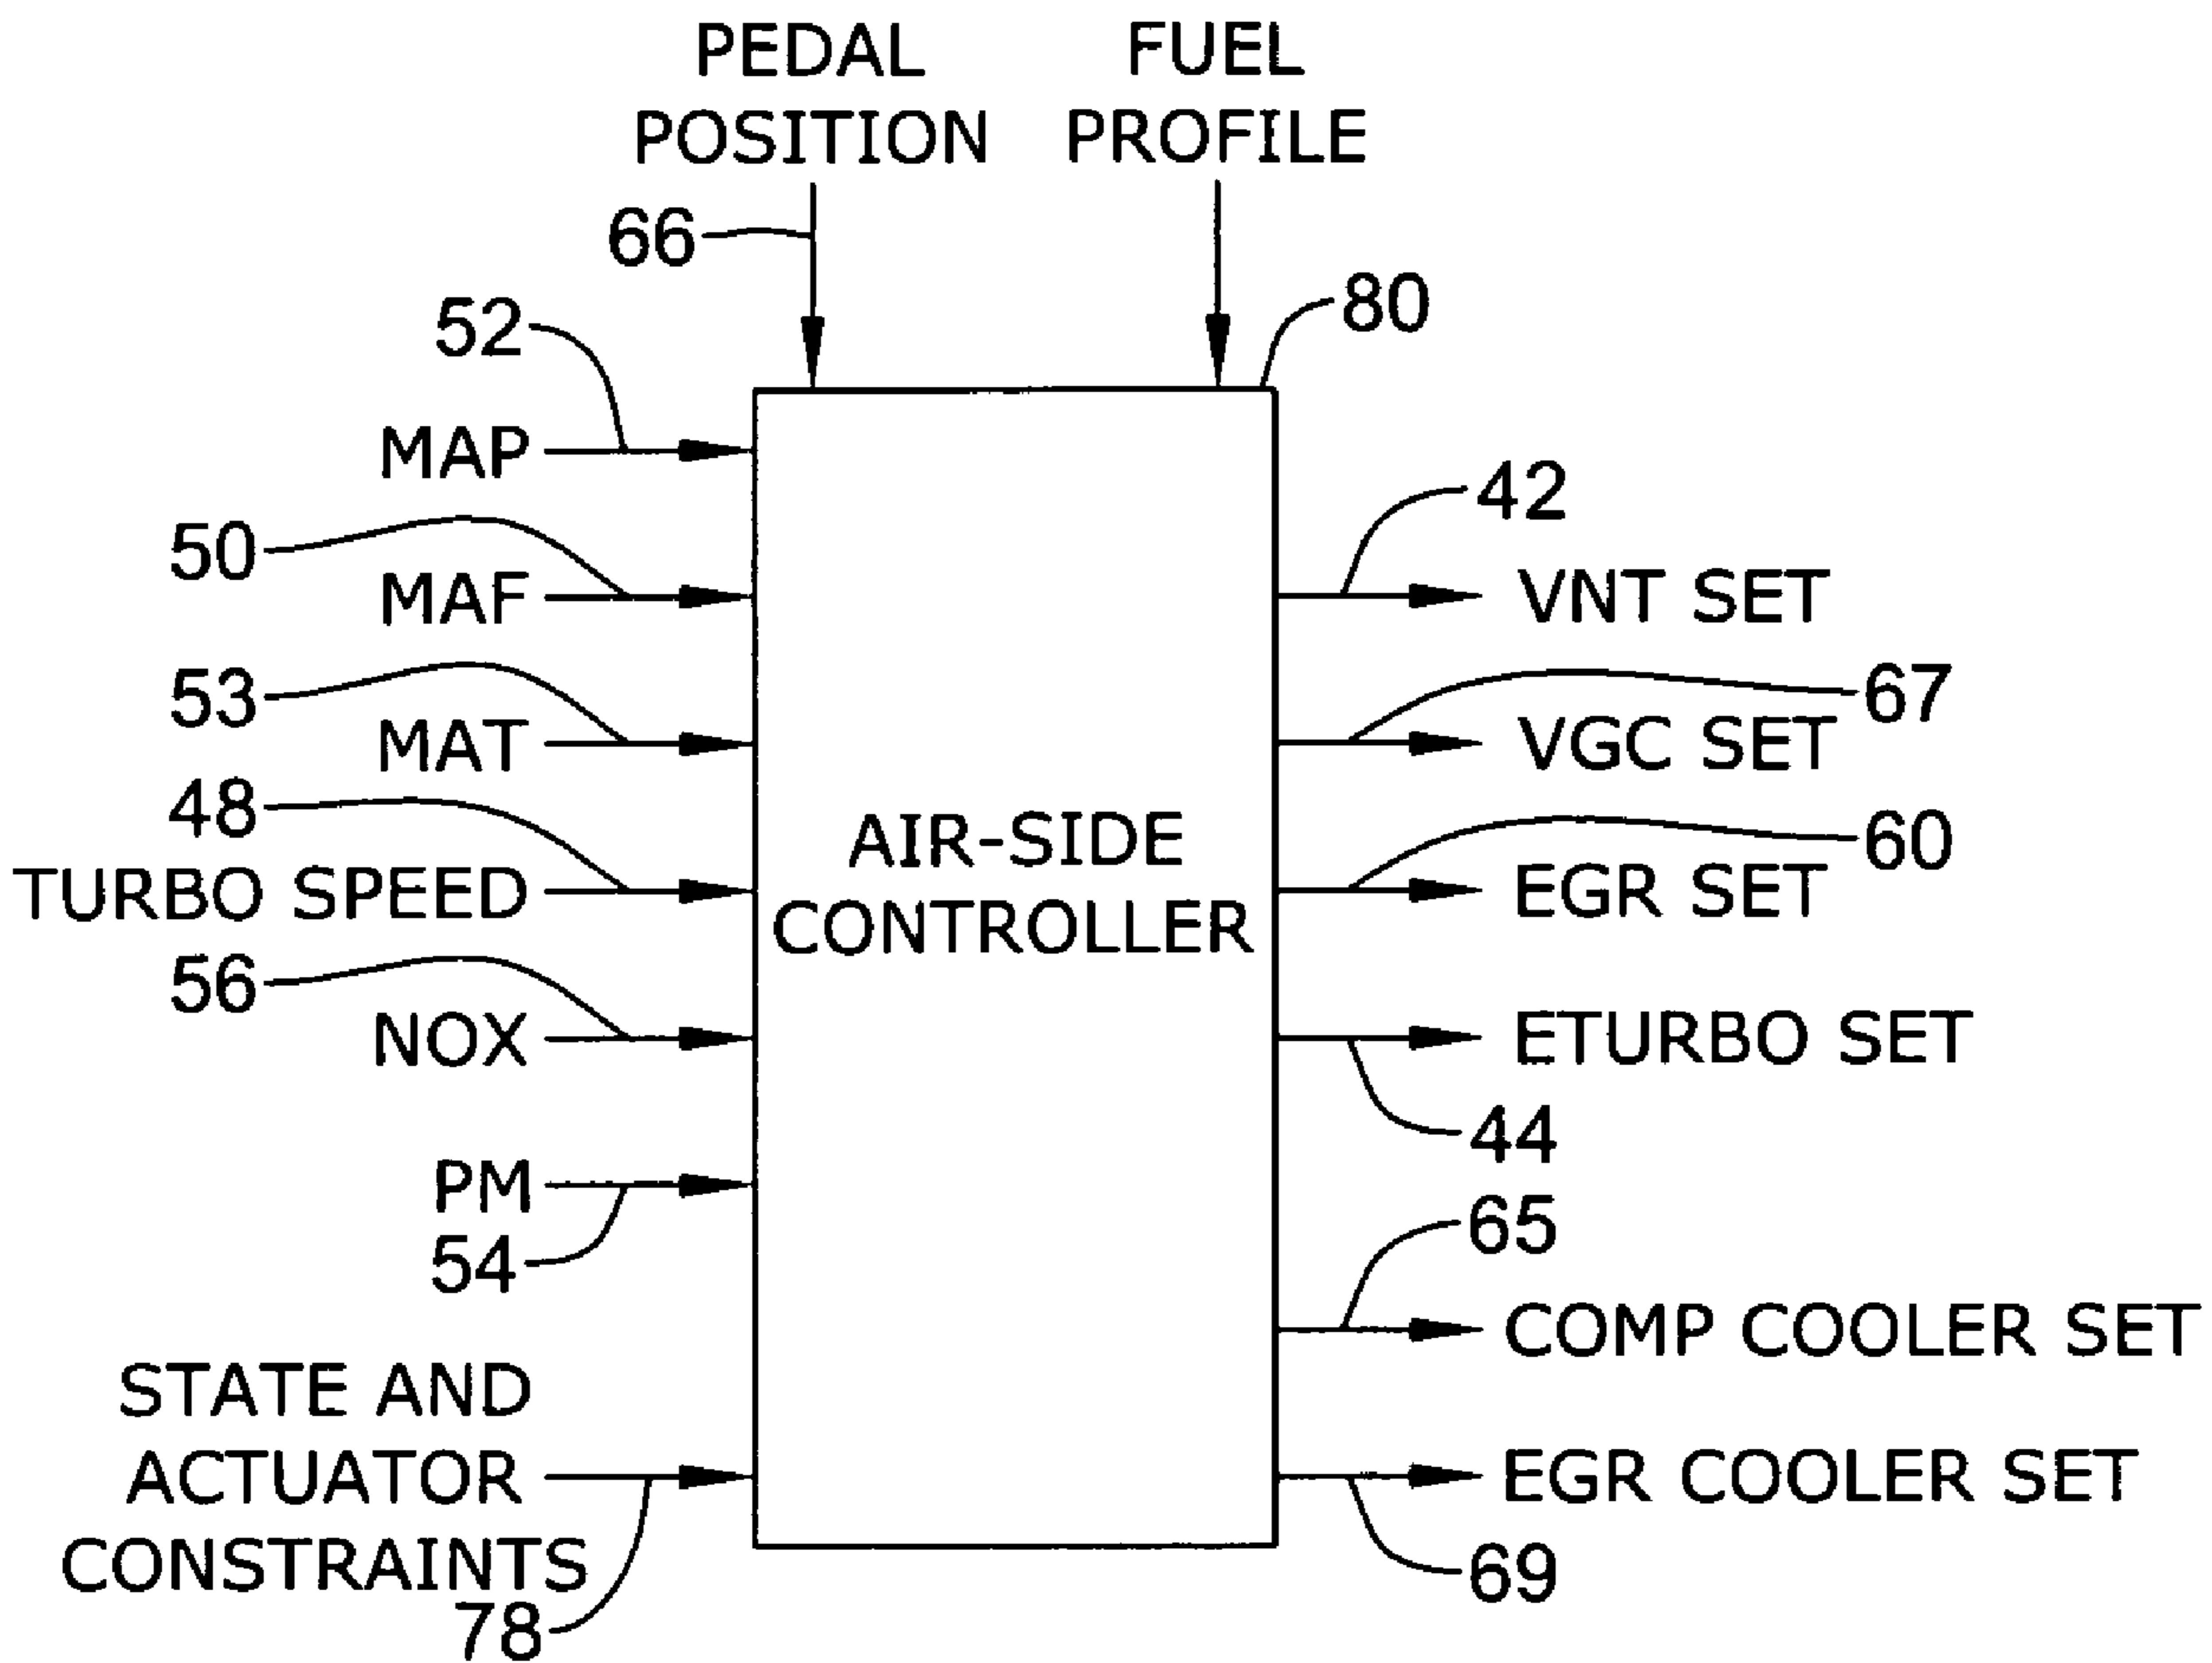 PEDAL
POSITION
FUEL
PROFILE
66
80
52
MAP
50
MAF
53
MAT
48
TURBO SPEED
56
NOX
PM
54
STATE AND
ACTUATOR
CONSTRAINTS
78
AIR-SIDE
CONTROLLER
42
VNT SET
67
VGC SET
60
EGR SET
ETURBO SET
44
65
COMP COOLER SET
EGR COOLER SET
69